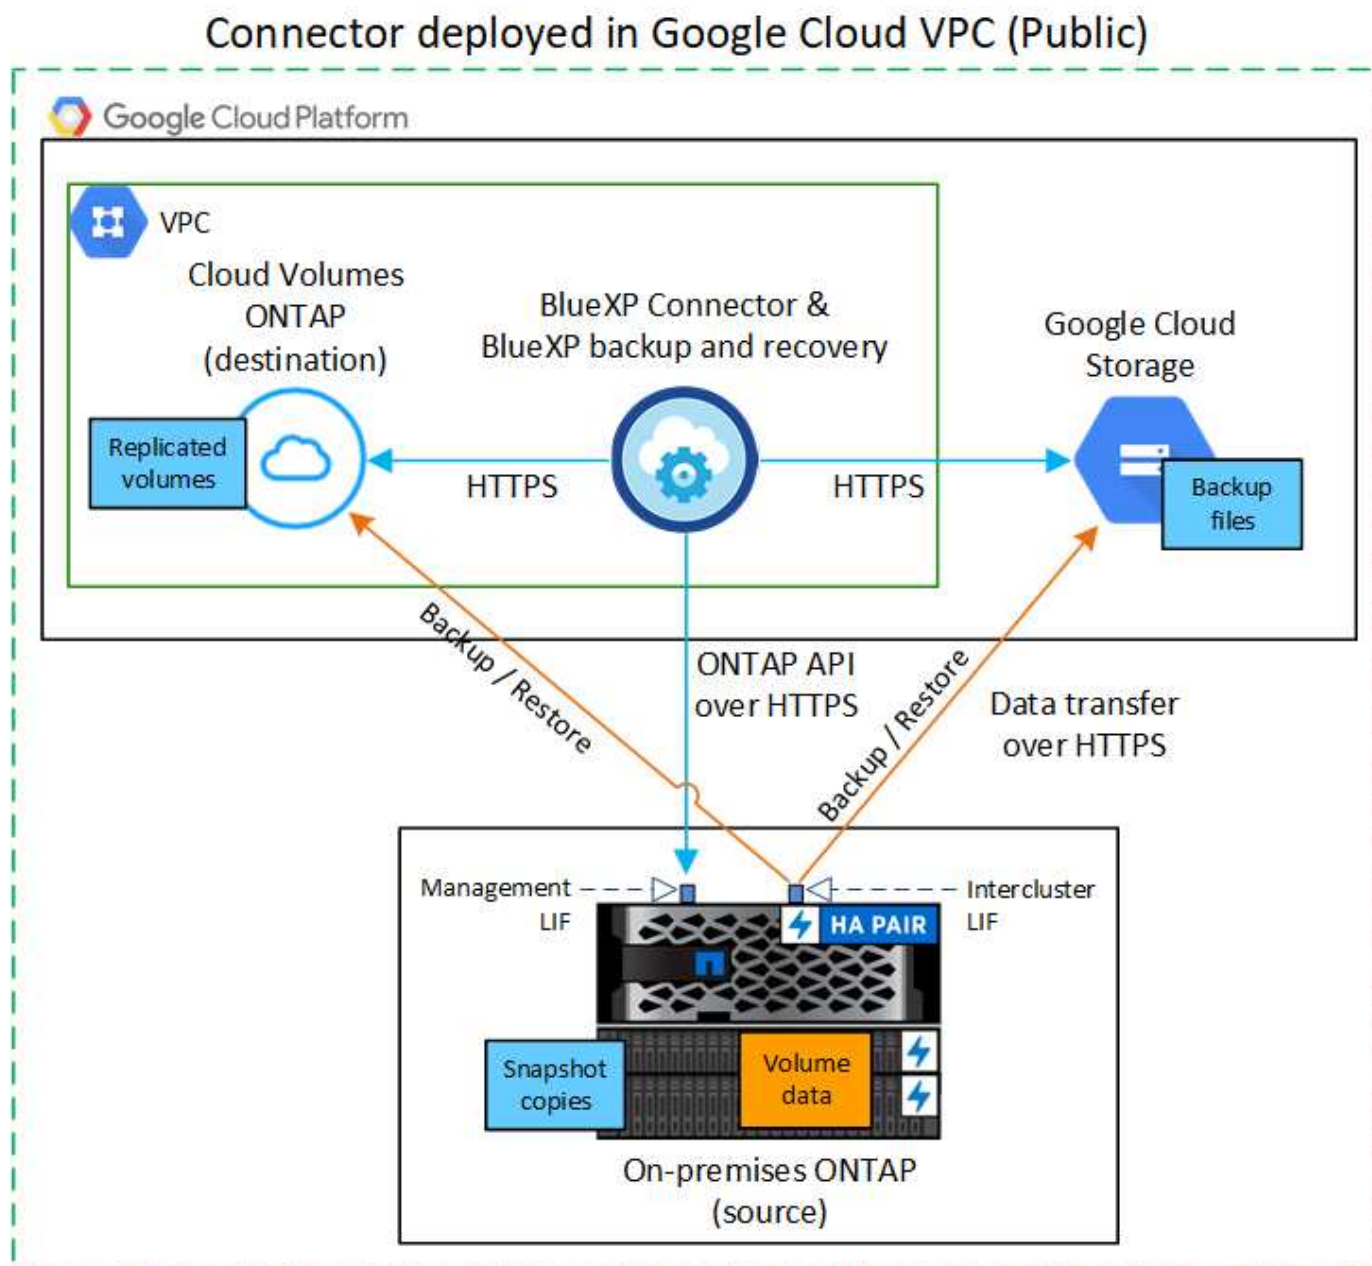 Connector deployed in Google Cloud VPC (Public)
Google Cloud Platform
VPC
Cloud Volumes
ONTAP
(destination)
BlueXP Connector &
BlueXP backup and recovery
Google Cloud
Storage
Replicated
volumes
HTTPS
HTTPS
Backup
files
Backup / Restore
ONTAP API
over HTTPS
Backup / Restore
Data transfer
over HTTPS
Management
LIF
Intercluster
LIF
HA PAIR
Snapshot
copies
Volume
data
On-premises ONTAP
(source)